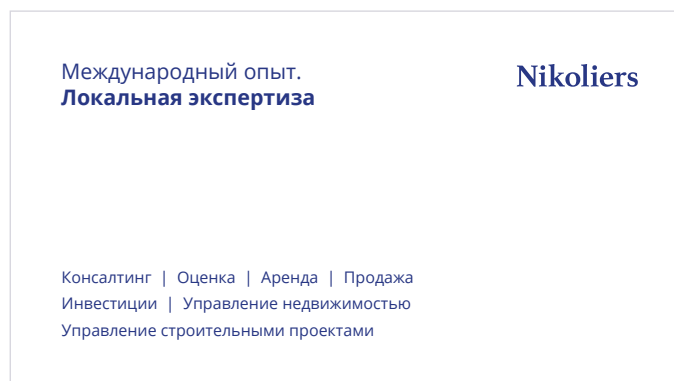 Международный опыт.
Локальная экспертиза
Nikoliers
Консалтинг | Оценка | Аренда | Продажа
Инвестиции | Управление недвижимостью
Управление строительными проектами